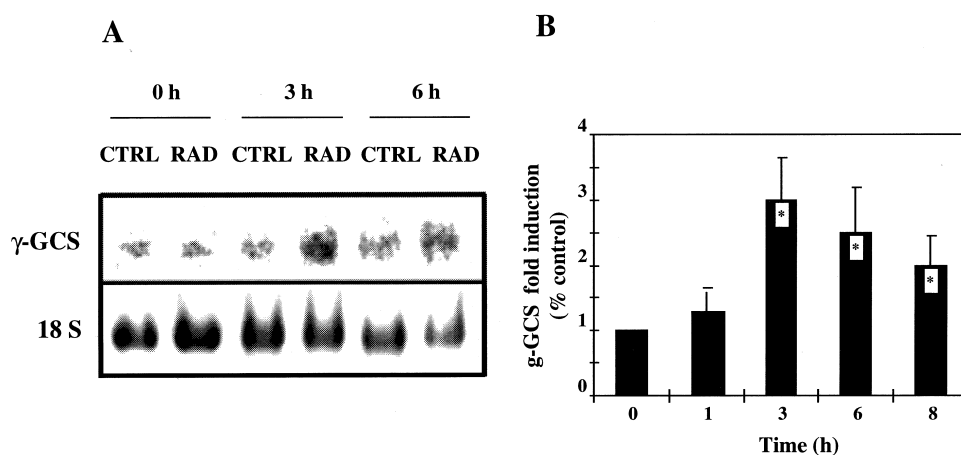 A
0 h 3 h 6 h
CTRL RAD CTRL RAD CTRL RAD
γ-GCS
18 S
B
g-GCS fold induction
(% control)
4
3
2
1
0
*
*
*
0 1 3 6 8
Time (h)